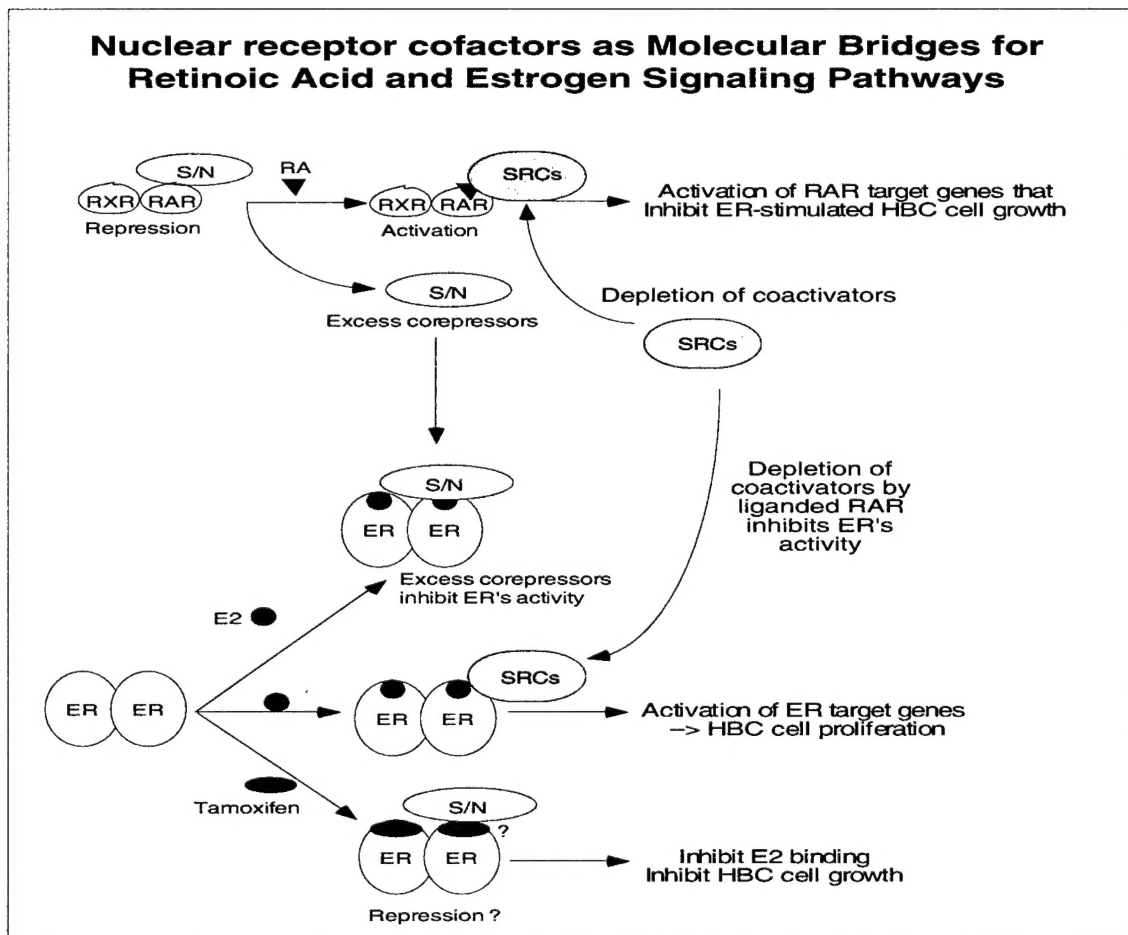 Nuclear receptor cofactors as Molecular Bridges for
Retinoic Acid and Estrogen Signaling Pathways
S/N
RXR
RAR
Repression
RA
RXR
RAR
SRCs
Activation
Activation of RAR target genes that
Inhibit ER-stimulated HBC cell growth
S/N
Excess corepressors
Depletion of coactivators
SRCs
S/N
ER
ER
Excess corepressors
inhibit ER's activity
Depletion of
coactivators by
liganded RAR
inhibits ER's
activity
E2
ER
ER
SRCs
ER
ER
Activation of ER target genes
--> HBC cell proliferation
Tamoxifen
S/N
?
ER
ER
Repression ?
Inhibit E2 binding
Inhibit HBC cell growth